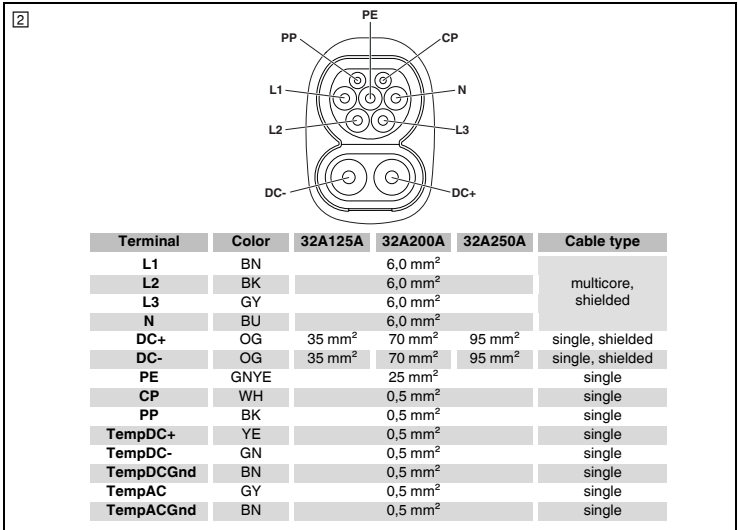 2
PE
PP CP
L1 N
L2 L3
DC- DC+
Terminal Color 32A125A 32A200A 32A250A Cable type
L1 BN 6,0 mm²
L2 BK 6,0 mm² multicore,
L3 GY 6,0 mm² shielded
N BU 6,0 mm²
DC+ OG 35 mm² 70 mm² 95 mm² single, shielded
DC- OG 35 mm² 70 mm² 95 mm² single, shielded
PE GNYE 25 mm² single
CP WH 0,5 mm² single
PP BK 0,5 mm² single
TempDC+ YE 0,5 mm² single
TempDC- GN 0,5 mm² single
TempDCGnd BN 0,5 mm² single
TempAC GY 0,5 mm² single
TempACGnd BN 0,5 mm² single